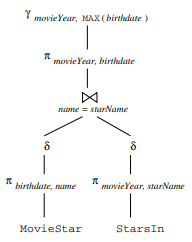 γ movieYear, MAX ( birthdate )
π movieYear, birthdate
⋈
name = starName
δ δ
π birthdate, name π movieYear, starName
MovieStar StarsIn